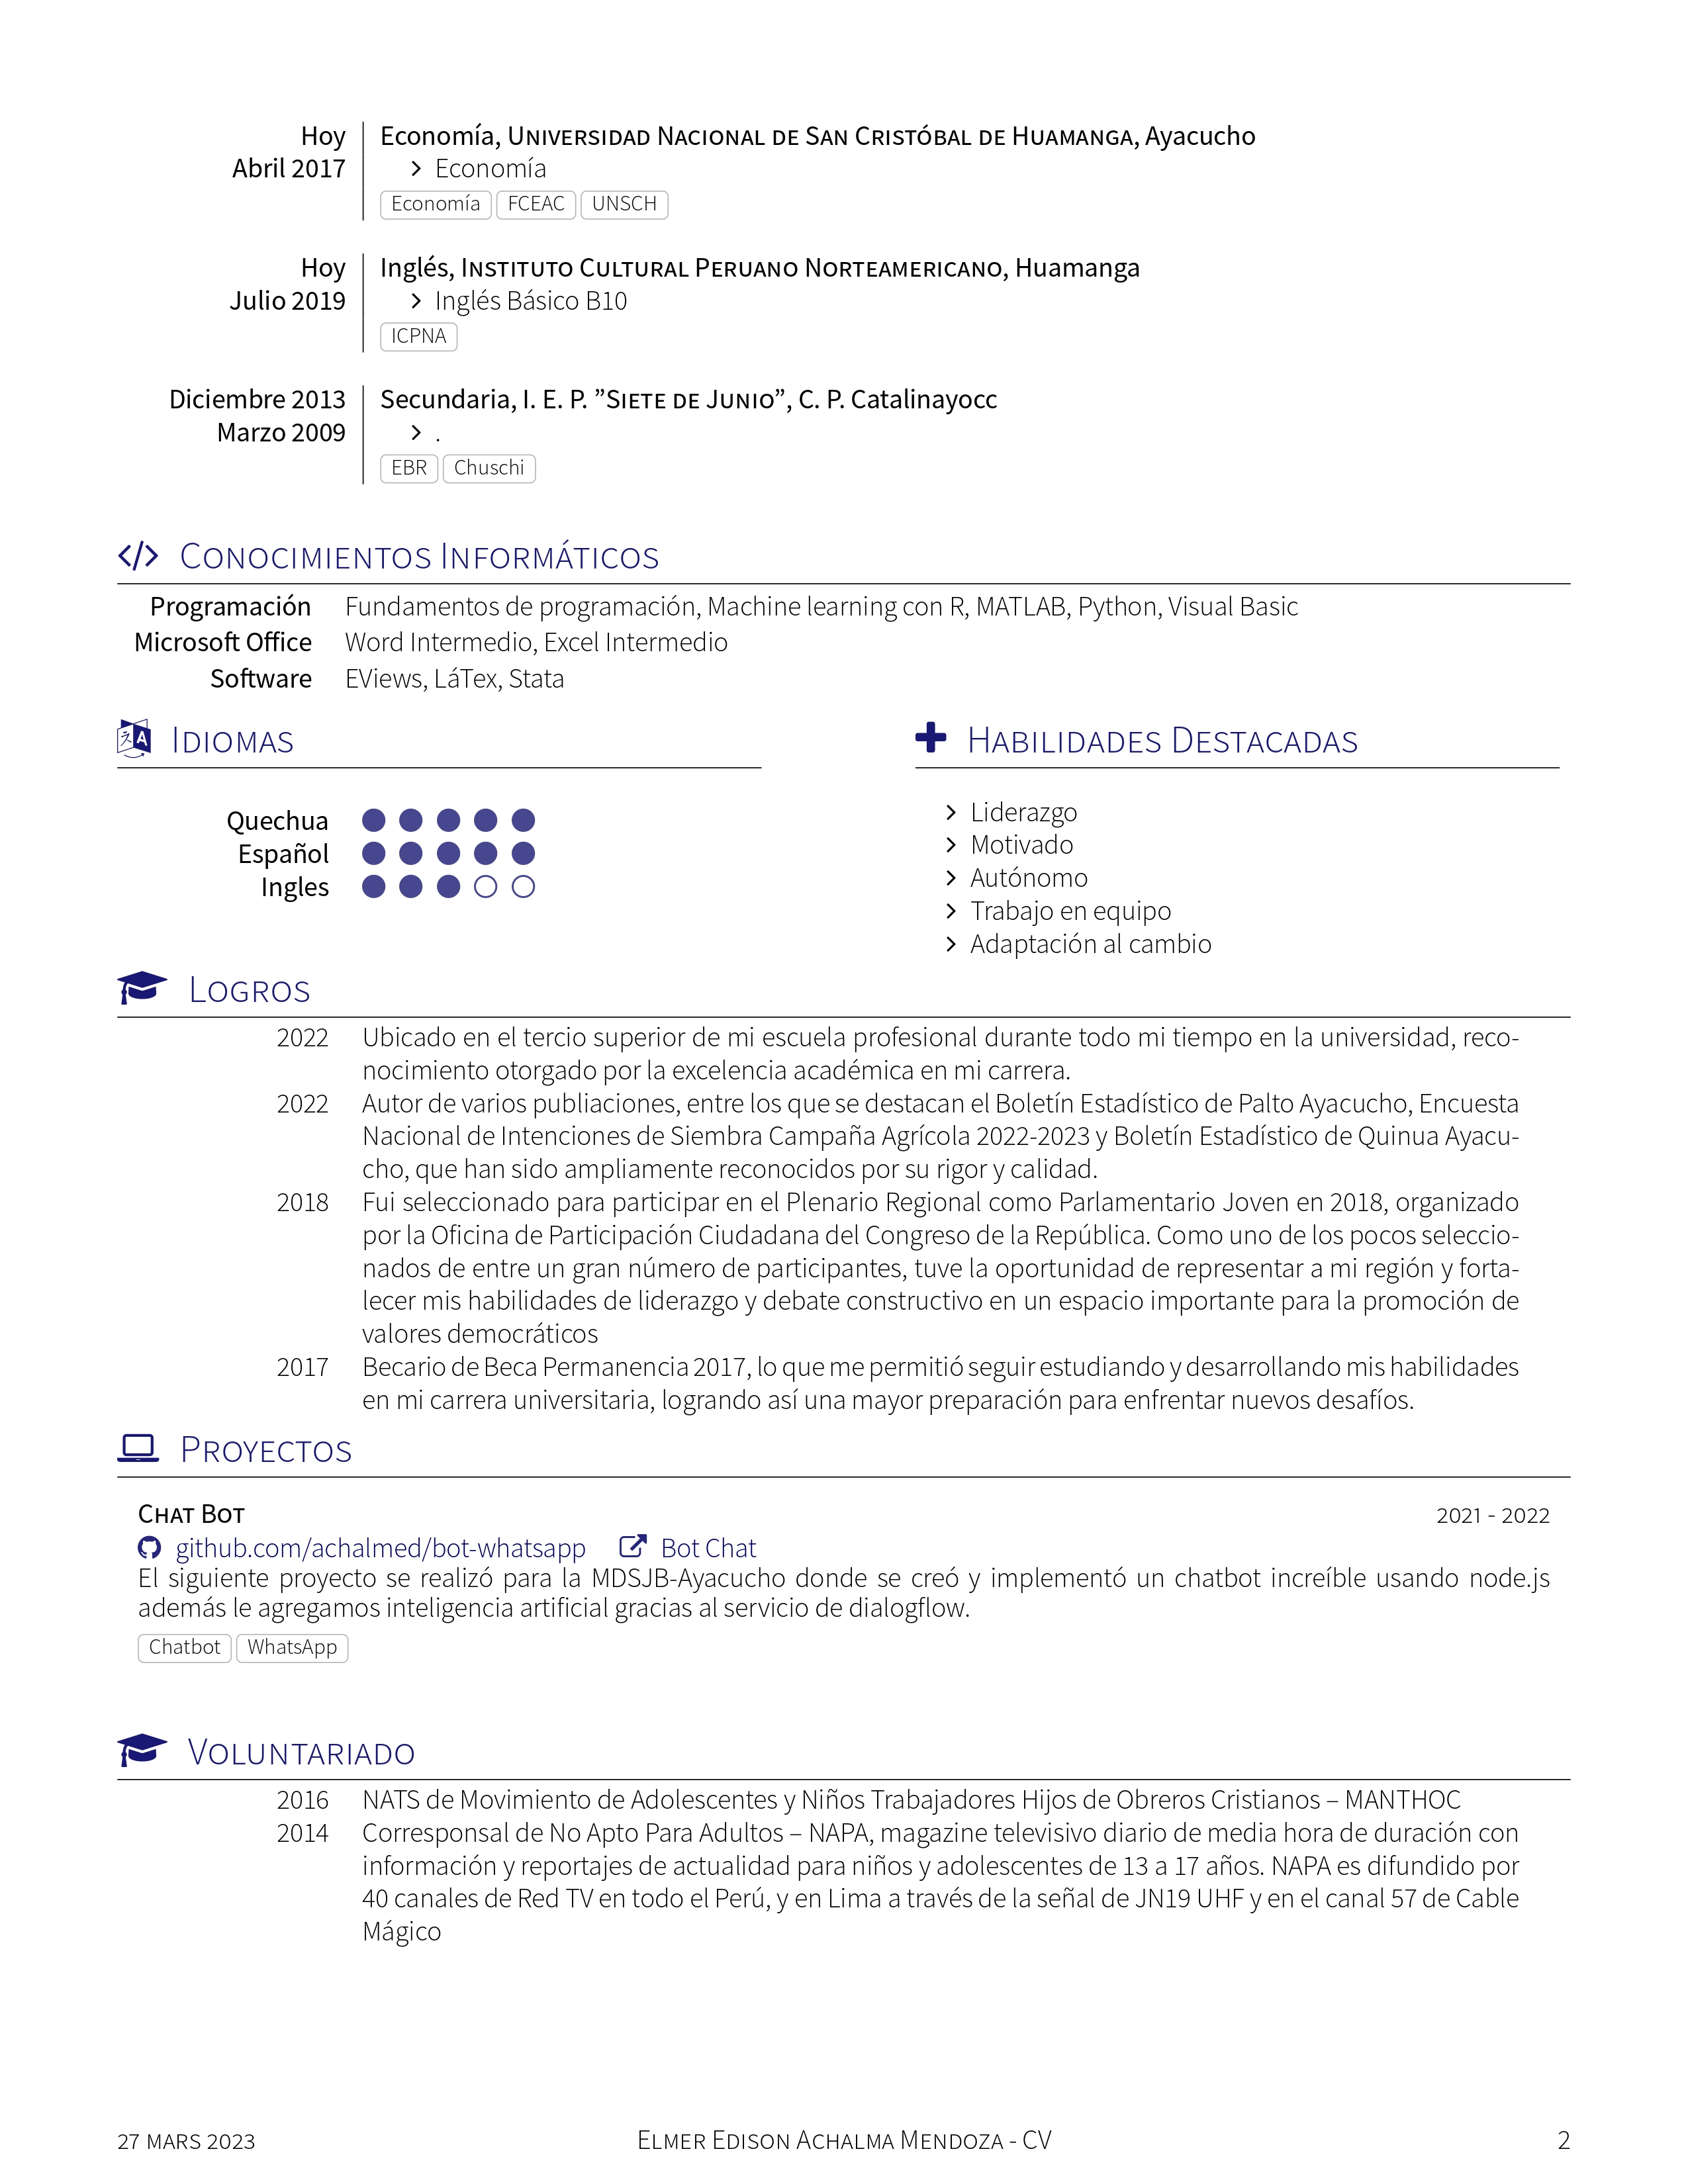 Hoy Economía, Universidad Nacional de San Cristóbal de Huamanga, Ayacucho
Abril 2017 Economía
Economía FCEAC UNSCH
Hoy Inglés, Instituto Cultural Peruano Norteamericano, Huamanga
Julio 2019 Inglés Básico B10
ICPNA
Diciembre 2013 Secundaria, I. E. P. ”Siete de Junio”, C. P. Catalinayocc
Marzo 2009 .
EBR Chuschi
Conocimientos Informáticos
Programación Fundamentos de programación, Machine learning con R, MATLAB, Python, Visual Basic
Microsoft Office Word Intermedio, Excel Intermedio
Software EViews, LáTex, Stata
Idiomas
Quechua
Español
Ingles
Habilidades Destacadas
Liderazgo
Motivado
Autónomo
Trabajo en equipo
Adaptación al cambio
Logros
2022 Ubicado en el tercio superior de mi escuela profesional durante todo mi tiempo en la universidad, reco-
nocimiento otorgado por la excelencia académica en mi carrera.
2022 Autor de varios publiaciones, entre los que se destacan el Boletín Estadístico de Palto Ayacucho, Encuesta
Nacional de Intenciones de Siembra Campaña Agrícola 2022-2023 y Boletín Estadístico de Quinua Ayacu-
cho, que han sido ampliamente reconocidos por su rigor y calidad.
2018 Fui seleccionado para participar en el Plenario Regional como Parlamentario Joven en 2018, organizado
por la Oficina de Participación Ciudadana del Congreso de la República. Como uno de los pocos seleccio-
nados de entre un gran número de participantes, tuve la oportunidad de representar a mi región y forta-
lecer mis habilidades de liderazgo y debate constructivo en un espacio importante para la promoción de
valores democráticos
2017 Becario de Beca Permanencia 2017, lo que me permitió seguir estudiando y desarrollando mis habilidades
en mi carrera universitaria, logrando así una mayor preparación para enfrentar nuevos desafíos.
Proyectos
Chat Bot 2021 - 2022
github.com/achalmed/bot-whatsapp Bot Chat
El siguiente proyecto se realizó para la MDSJB-Ayacucho donde se creó y implementó un chatbot increíble usando node.js
además le agregamos inteligencia artificial gracias al servicio de dialogflow.
Chatbot WhatsApp
Voluntariado
2016 NATS de Movimiento de Adolescentes y Niños Trabajadores Hijos de Obreros Cristianos – MANTHOC
2014 Corresponsal de No Apto Para Adultos – NAPA, magazine televisivo diario de media hora de duración con
información y reportajes de actualidad para niños y adolescentes de 13 a 17 años. NAPA es difundido por
40 canales de Red TV en todo el Perú, y en Lima a través de la señal de JN19 UHF y en el canal 57 de Cable
Mágico
27 mars 2023 Elmer Edison Achalma Mendoza - CV 2